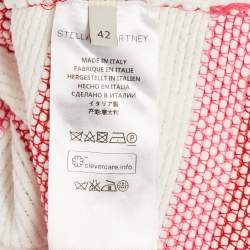 STELLA McCARTNEY
42
MADE IN ITALY
FABRIQUE EN ITALIE
HERGESTELLT IN ITALIEN
HECHO EN ITALIA
СДЕЛАНО В ИТАЛИИ
イタリア製
产地:意大利
clevercare.info